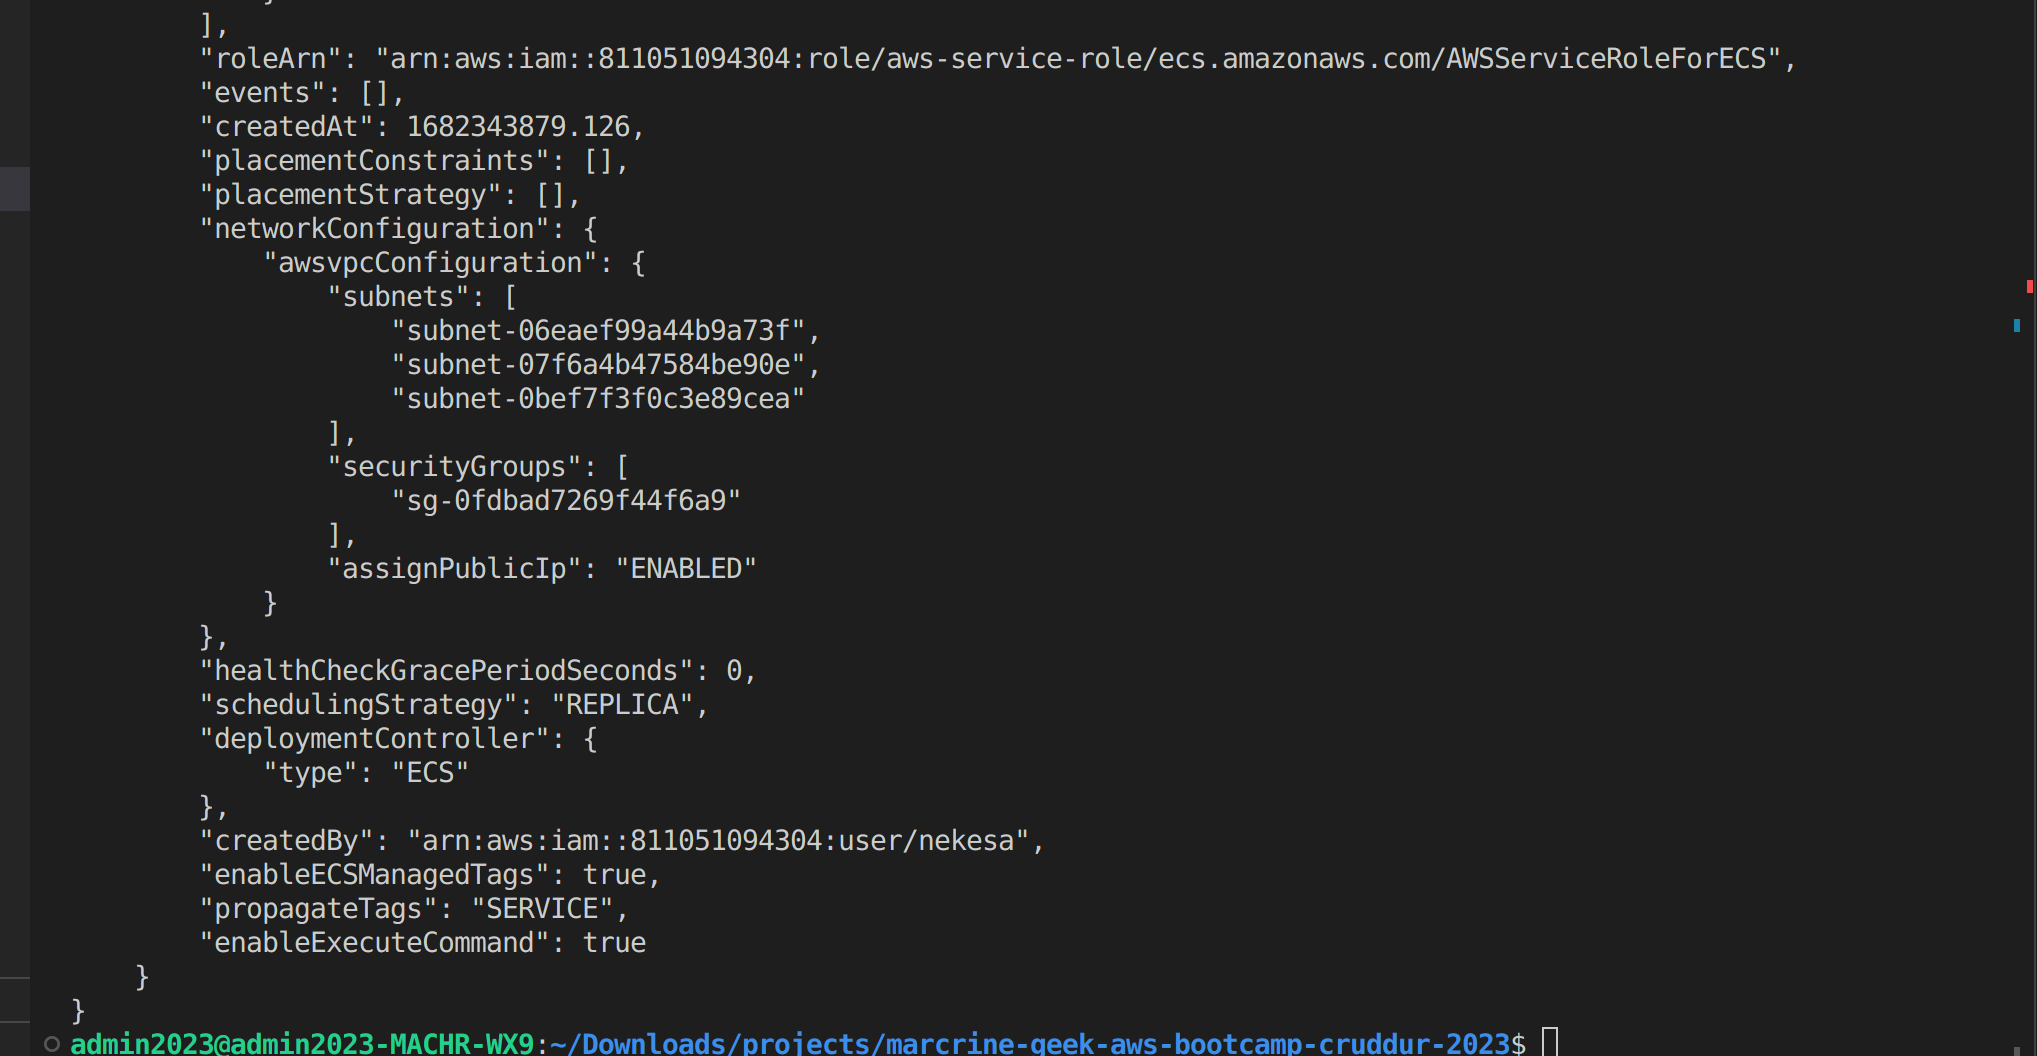 ],
"roleArn": "arn:aws:iam::811051094304:role/aws-service-role/ecs.amazonaws.com/AWSServiceRoleForECS",
"events": [],
"createdAt": 1682343879.126,
"placementConstraints": [],
"placementStrategy": [],
"networkConfiguration": {
"awsvpcConfiguration": {
"subnets": [
"subnet-06eaef99a44b9a73f",
"subnet-07f6a4b47584be90e",
"subnet-0bef7f3f0c3e89cea"
],
"securityGroups": [
"sg-0fdbad7269f44f6a9"
],
"assignPublicIp": "ENABLED"
}
},
"healthCheckGracePeriodSeconds": 0,
"schedulingStrategy": "REPLICA",
"deploymentController": {
"type": "ECS"
},
"createdBy": "arn:aws:iam::811051094304:user/nekesa",
"enableECSManagedTags": true,
"propagateTags": "SERVICE",
"enableExecuteCommand": true
}
}
admin2023@admin2023-MACHR-WX9:~/Downloads/projects/marcrine-geek-aws-bootcamp-cruddur-2023$